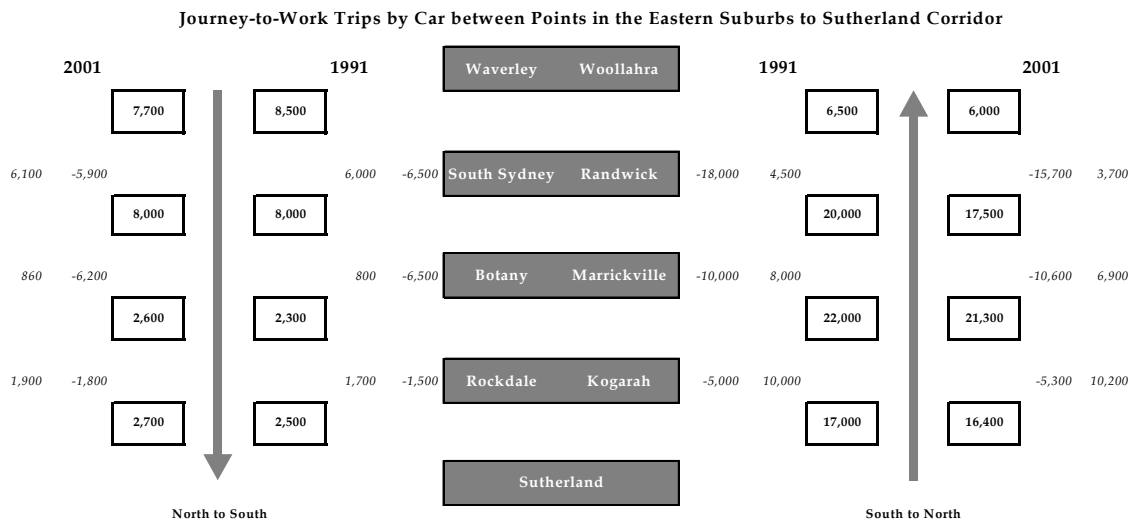 Journey-to-Work Trips by Car between Points in the Eastern Suburbs to Sutherland Corridor
2001 1991 Waverley Woollahra 1991 2001
7,700 8,500 6,500 6,000
6,100 -5,900 6,000 -6,500 South Sydney Randwick -18,000 4,500 -15,700 3,700
8,000 8,000 20,000 17,500
860 -6,200 800 -6,500 Botany Marrickville -10,000 8,000 -10,600 6,900
2,600 2,300 22,000 21,300
1,900 -1,800 1,700 -1,500 Rockdale Kogarah -5,000 10,000 -5,300 10,200
2,700 2,500 17,000 16,400
Sutherland
North to South South to North